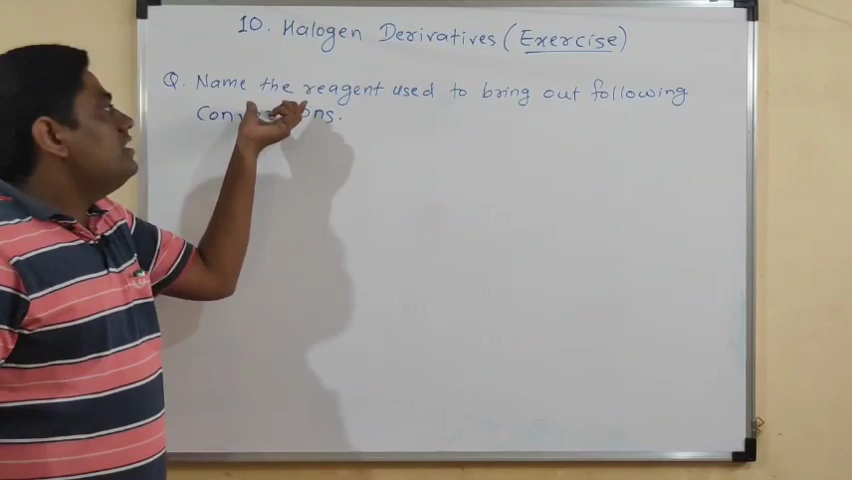 10. Halogen Derivatives (Exercise)
Q. Name the reagent used to bring out following